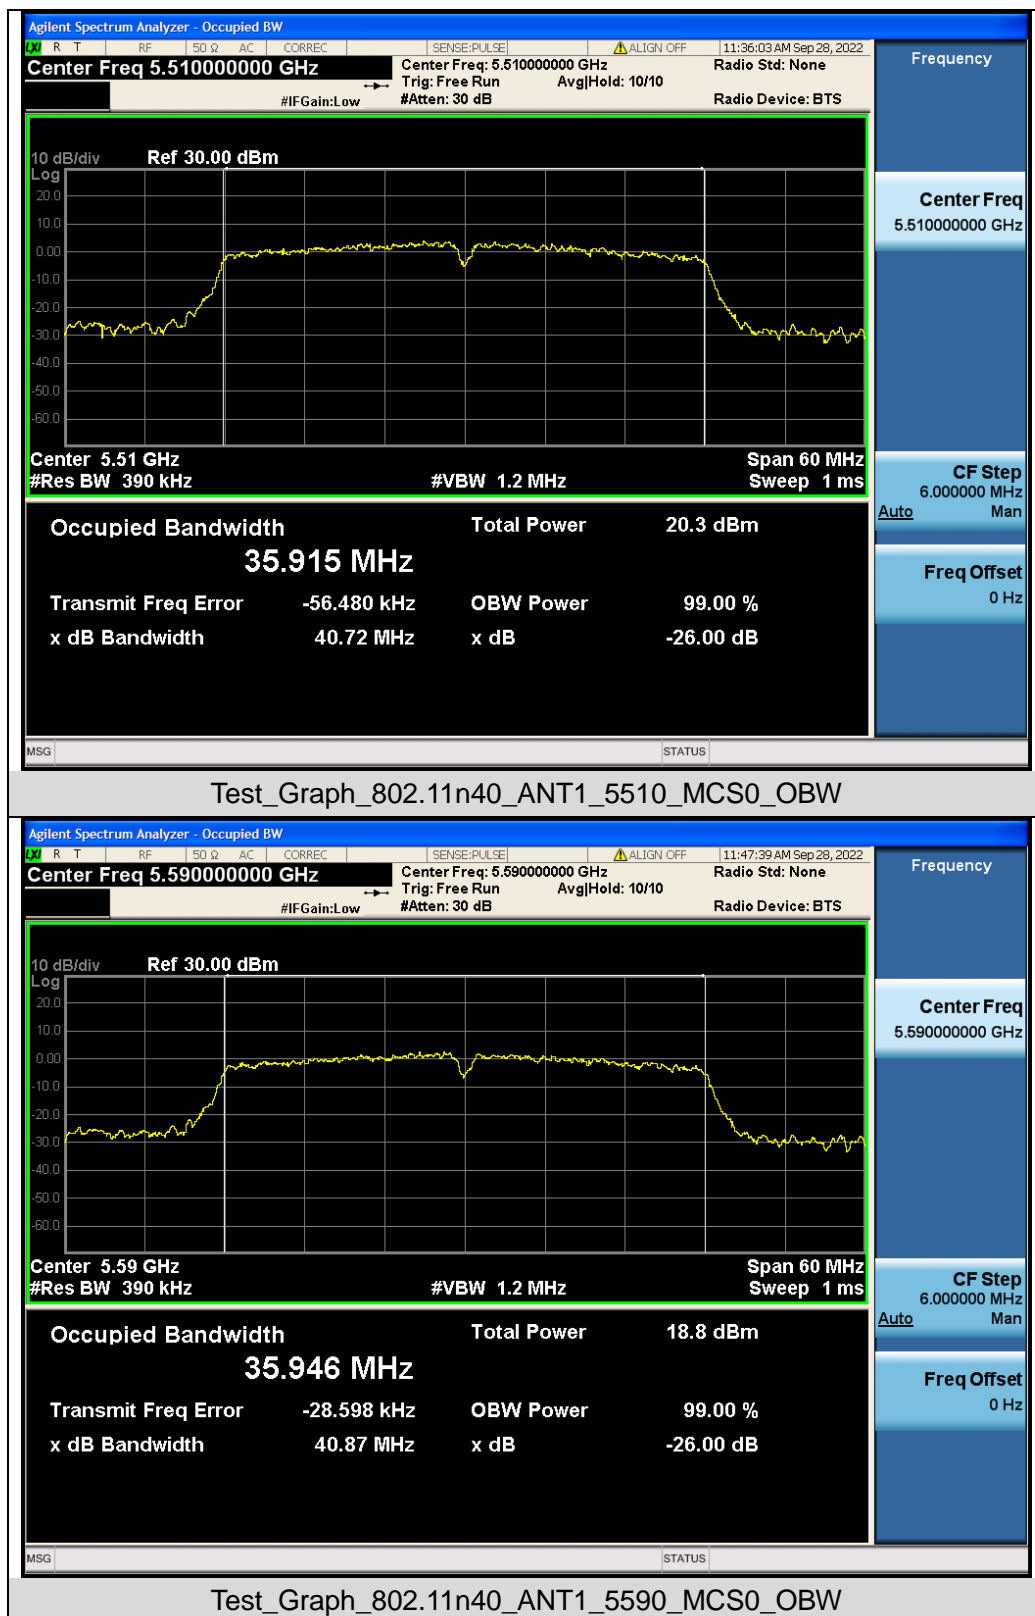 Agilent Spectrum Analyzer - Occupied BW
LXI R T RF 50 Ω AC CORREC SENSE:PULSE ALIGN OFF 11:36:03 AM Sep 28, 2022
Center Freq 5.510000000 GHz
Center Freq: 5.510000000 GHz
Radio Std: None
Trig: Free Run Avg|Hold: 10/10
#IFGain:Low
#Atten: 30 dB
Radio Device: BTS
10 dB/div Ref 30.00 dBm
Log
20.0
10.0
0.00
-10.0
-20.0
-30.0
-40.0
-50.0
-60.0
Center 5.51 GHz Span 60 MHz
#Res BW 390 kHz #VBW 1.2 MHz Sweep 1 ms
Occupied Bandwidth Total Power 20.3 dBm
35.915 MHz
Transmit Freq Error -56.480 kHz OBW Power 99.00 %
x dB Bandwidth 40.72 MHz x dB -26.00 dB
MSG STATUS
Frequency
Center Freq
5.510000000 GHz
CF Step
6.000000 MHz
Auto Man
Freq Offset
0 Hz
Test_Graph_802.11n40_ANT1_5510_MCS0_OBW
Agilent Spectrum Analyzer - Occupied BW
LXI R T RF 50 Ω AC CORREC SENSE:PULSE ALIGN OFF 11:47:39 AM Sep 28, 2022
Center Freq 5.590000000 GHz
Center Freq: 5.590000000 GHz
Radio Std: None
Trig: Free Run Avg|Hold: 10/10
#IFGain:Low
#Atten: 30 dB
Radio Device: BTS
10 dB/div Ref 30.00 dBm
Log
20.0
10.0
0.00
-10.0
-20.0
-30.0
-40.0
-50.0
-60.0
Center 5.59 GHz Span 60 MHz
#Res BW 390 kHz #VBW 1.2 MHz Sweep 1 ms
Occupied Bandwidth Total Power 18.8 dBm
35.946 MHz
Transmit Freq Error -28.598 kHz OBW Power 99.00 %
x dB Bandwidth 40.87 MHz x dB -26.00 dB
MSG STATUS
Frequency
Center Freq
5.590000000 GHz
CF Step
6.000000 MHz
Auto Man
Freq Offset
0 Hz
Test_Graph_802.11n40_ANT1_5590_MCS0_OBW